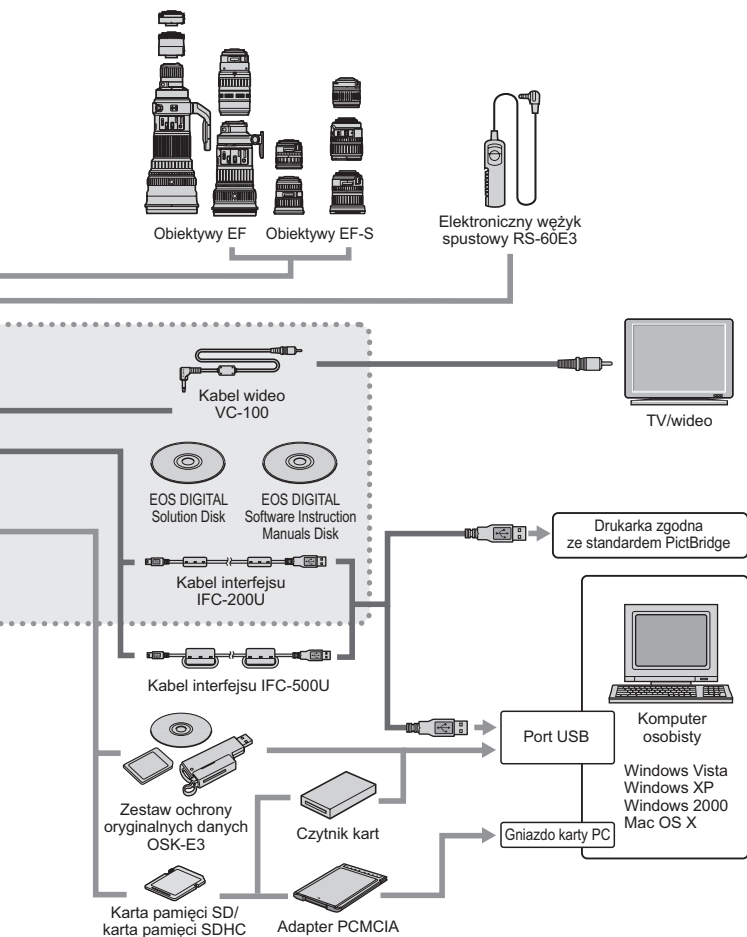 Obiektywy EF
Obiektywy EF-S
Elektroniczny wężyk
spustowy RS-60E3
Kabel wideo
VC-100
TV/wideo
EOS DIGITAL
Solution Disk
EOS DIGITAL
Software Instruction
Manuals Disk
Drukarka zgodna
ze standardem PictBridge
Kabel interfejsu
IFC-200U
Kabel interfejsu IFC-500U
Port USB
Komputer
osobisty
Windows Vista
Windows XP
Windows 2000
Mac OS X
Zestaw ochrony
oryginalnych danych
OSK-E3
Czytnik kart
Gniazdo karty PC
Karta pamięci SD/
karta pamięci SDHC
Adapter PCMCIA